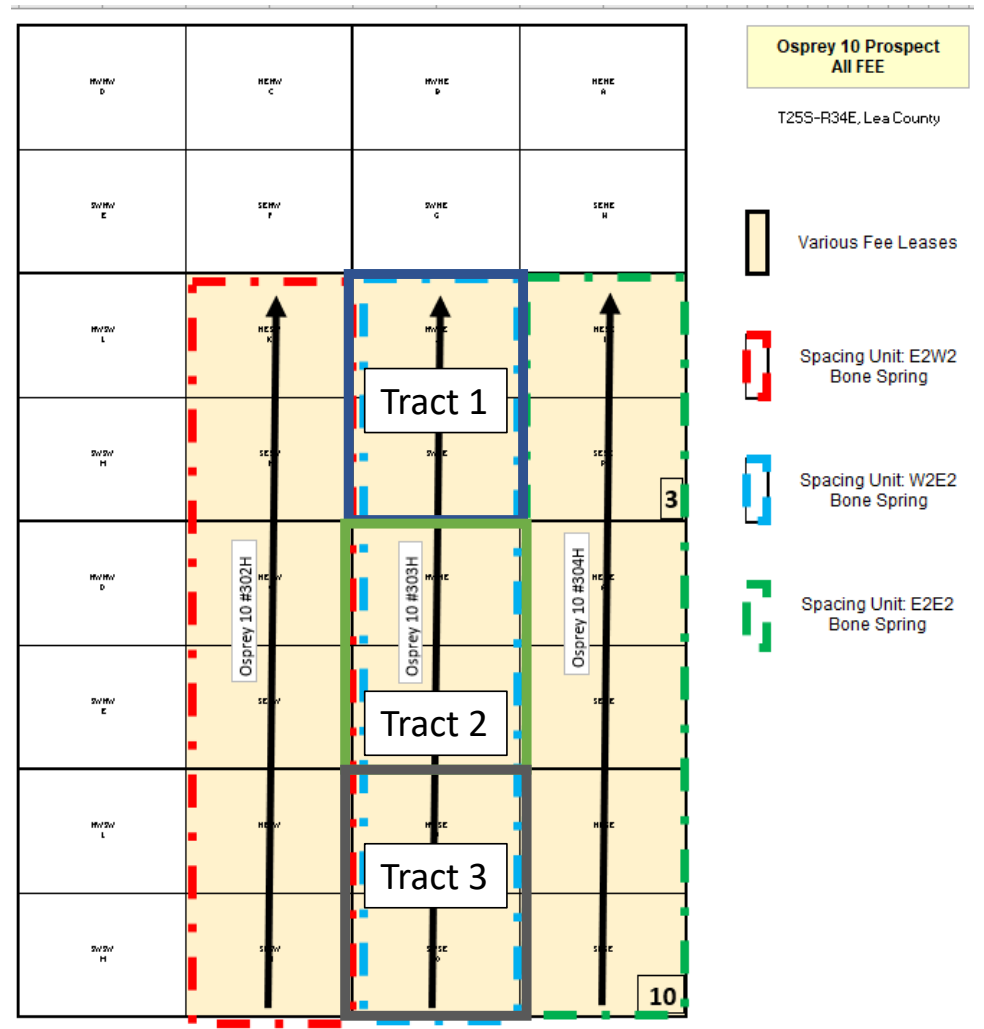 Osprey 10 Prospect
All FEE
T25S-R34E, Lea County
NWNW
D
NENW
C
NWNE
B
NENE
A
SWNW
E
SENW
F
SWNE
G
SENE
H
Various Fee Leases
NWSW
L
NESW
K
Spacing Unit: E2W2
Bone Spring
Tract 1
SWSW
M
3
Spacing Unit: W2E2
Bone Spring
NWNW
D
Osprey 10 #302H
Osprey 10 #303H
Osprey 10 #304H
Spacing Unit: E2E2
Bone Spring
SWNW
E
Tract 2
NWSW
L
Tract 3
SWSW
M
10